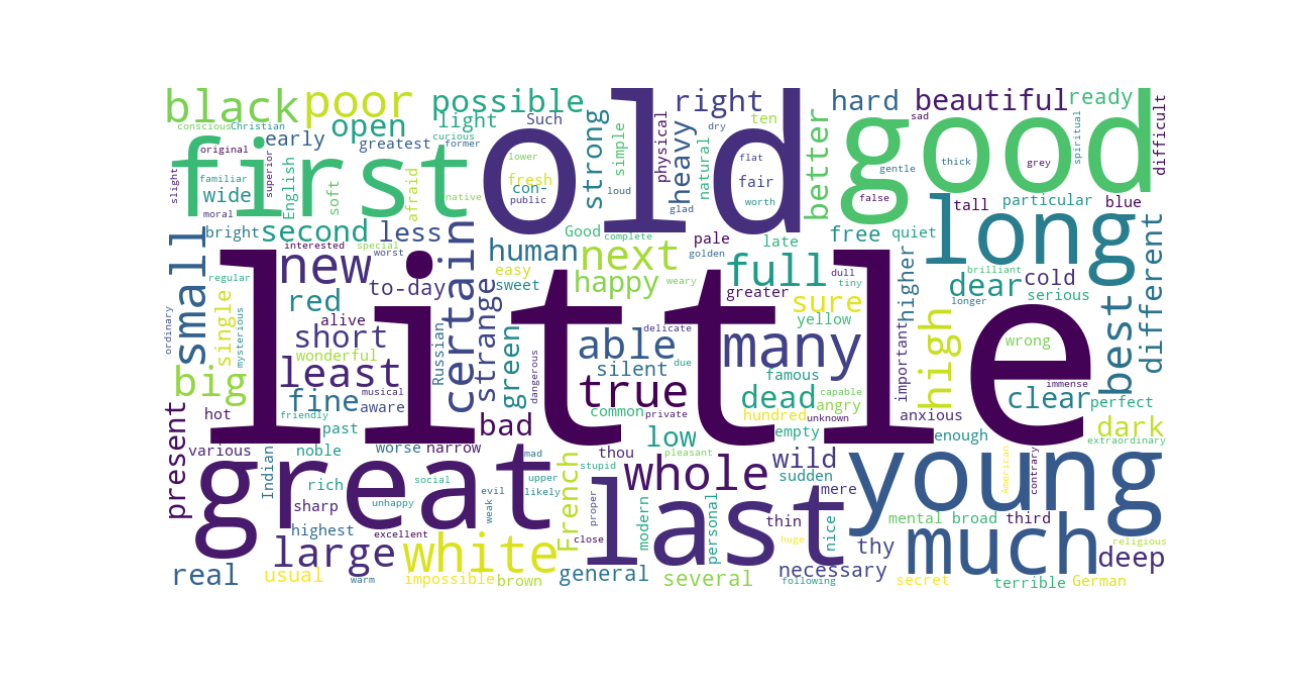 black
poor
possible
right
hard
beautiful
ready
conscious
Christian
early
open
light
Such
ten
dry
sad
difficult
curious
greatest
former
original
first
old
good
strong
simple
physical
heavy
natural
better
lower
flat
thick
grey
spiritual
slight
familiar
superior
English
soft
afraid
fresh
con-
public
loud
fair
false
gentle
wide
moral
native
glad
worth
tall
particular
blue
bright
second
less
human
Good
complete
pale
late
free
quiet
long
different
interested
special
worst
golden
small
new
certain
next
full
easy
sweet
happy
weary
dull
tiny
higher
dear
brilliant
cold
regular
to-day
strange
greater
sure
longer
serious
red
single
mysterious
ordinary
alive
short
Russian
green
yellow
important
high
best
wrong
little
delicate
able
many
wonderful
silent
due
dangerous
famous
immense
big
least
musical
true
dead
capable
clear
perfect
fine
aware
angry
hot
friendly
common
private
hundred
unknown
anxious
present
past
bad
low
empty
enough
dark
extraordinary
various
noble
worse
narrow
thou
pleasant
wild
great
Indian
mad
French
stupid
whole
sudden
young
American
contrary
rich
social
upper
likely
mere
sharp
unhappy
evil
weak
proper
last
modern
personal
thin
nice
mental
broad
third
highest
excellent
close
huge
thy
much
religious
large
white
deep
real
usual
warm
impossible
brown
general
several
necessary
following
secret
terrible
German